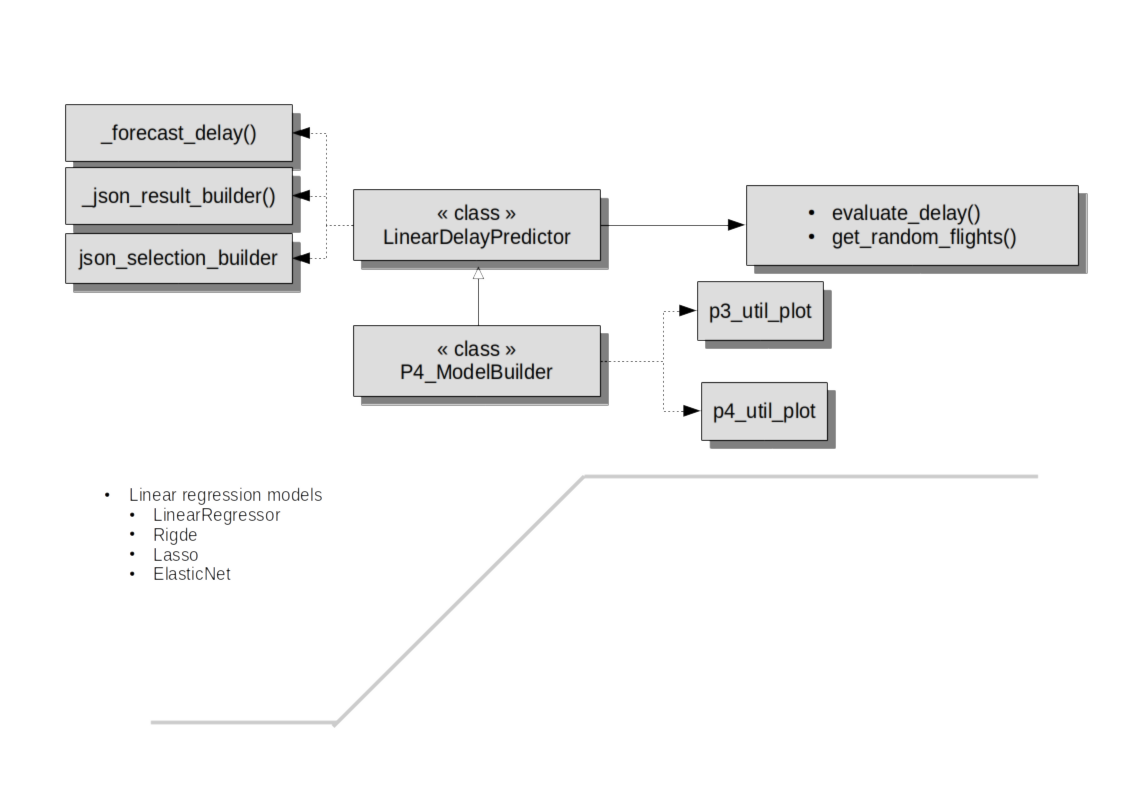 _forecast_delay()
_json_result_builder()
json_selection_builder
« class »
LinearDelayPredictor
• evaluate_delay()
• get_random_flights()
« class »
P4_ModelBuilder
p3_util_plot
p4_util_plot
• Linear regression models
• LinearRegressor
• Rigde
• Lasso
• ElasticNet